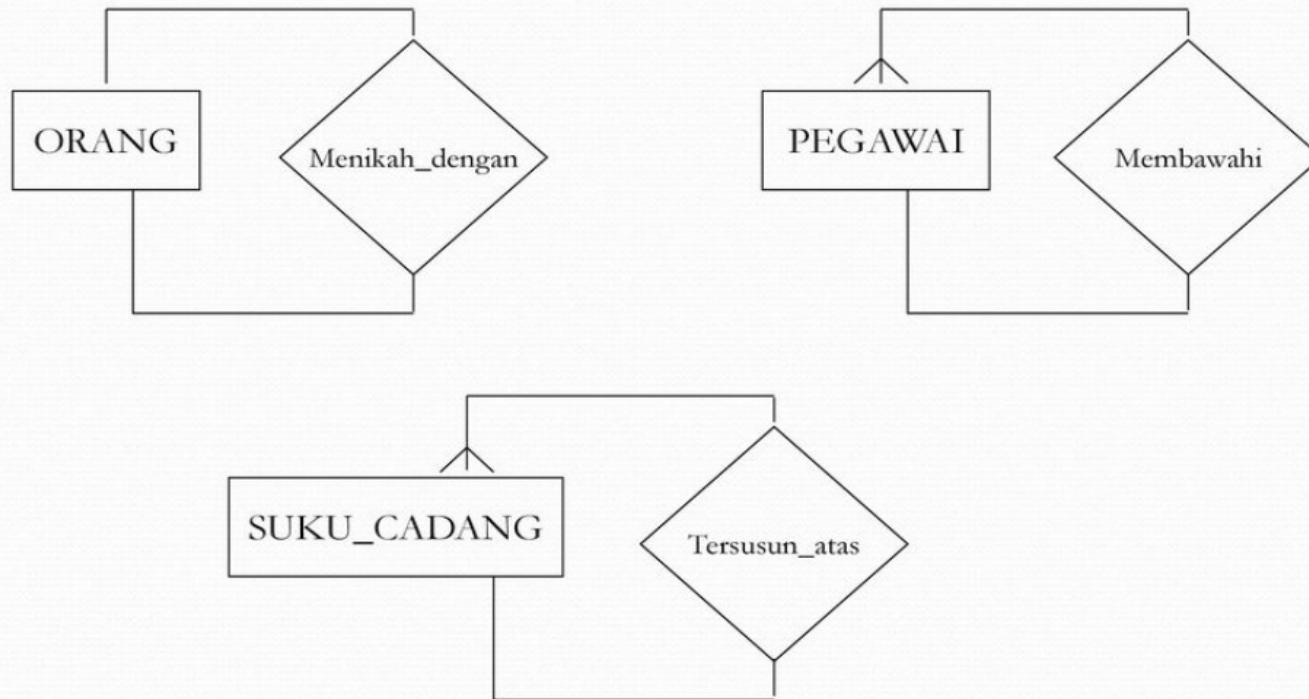 ORANG
Menikah_dengan
PEGAWAI
Membawahi
SUKU_CADANG
Tersusun_atas